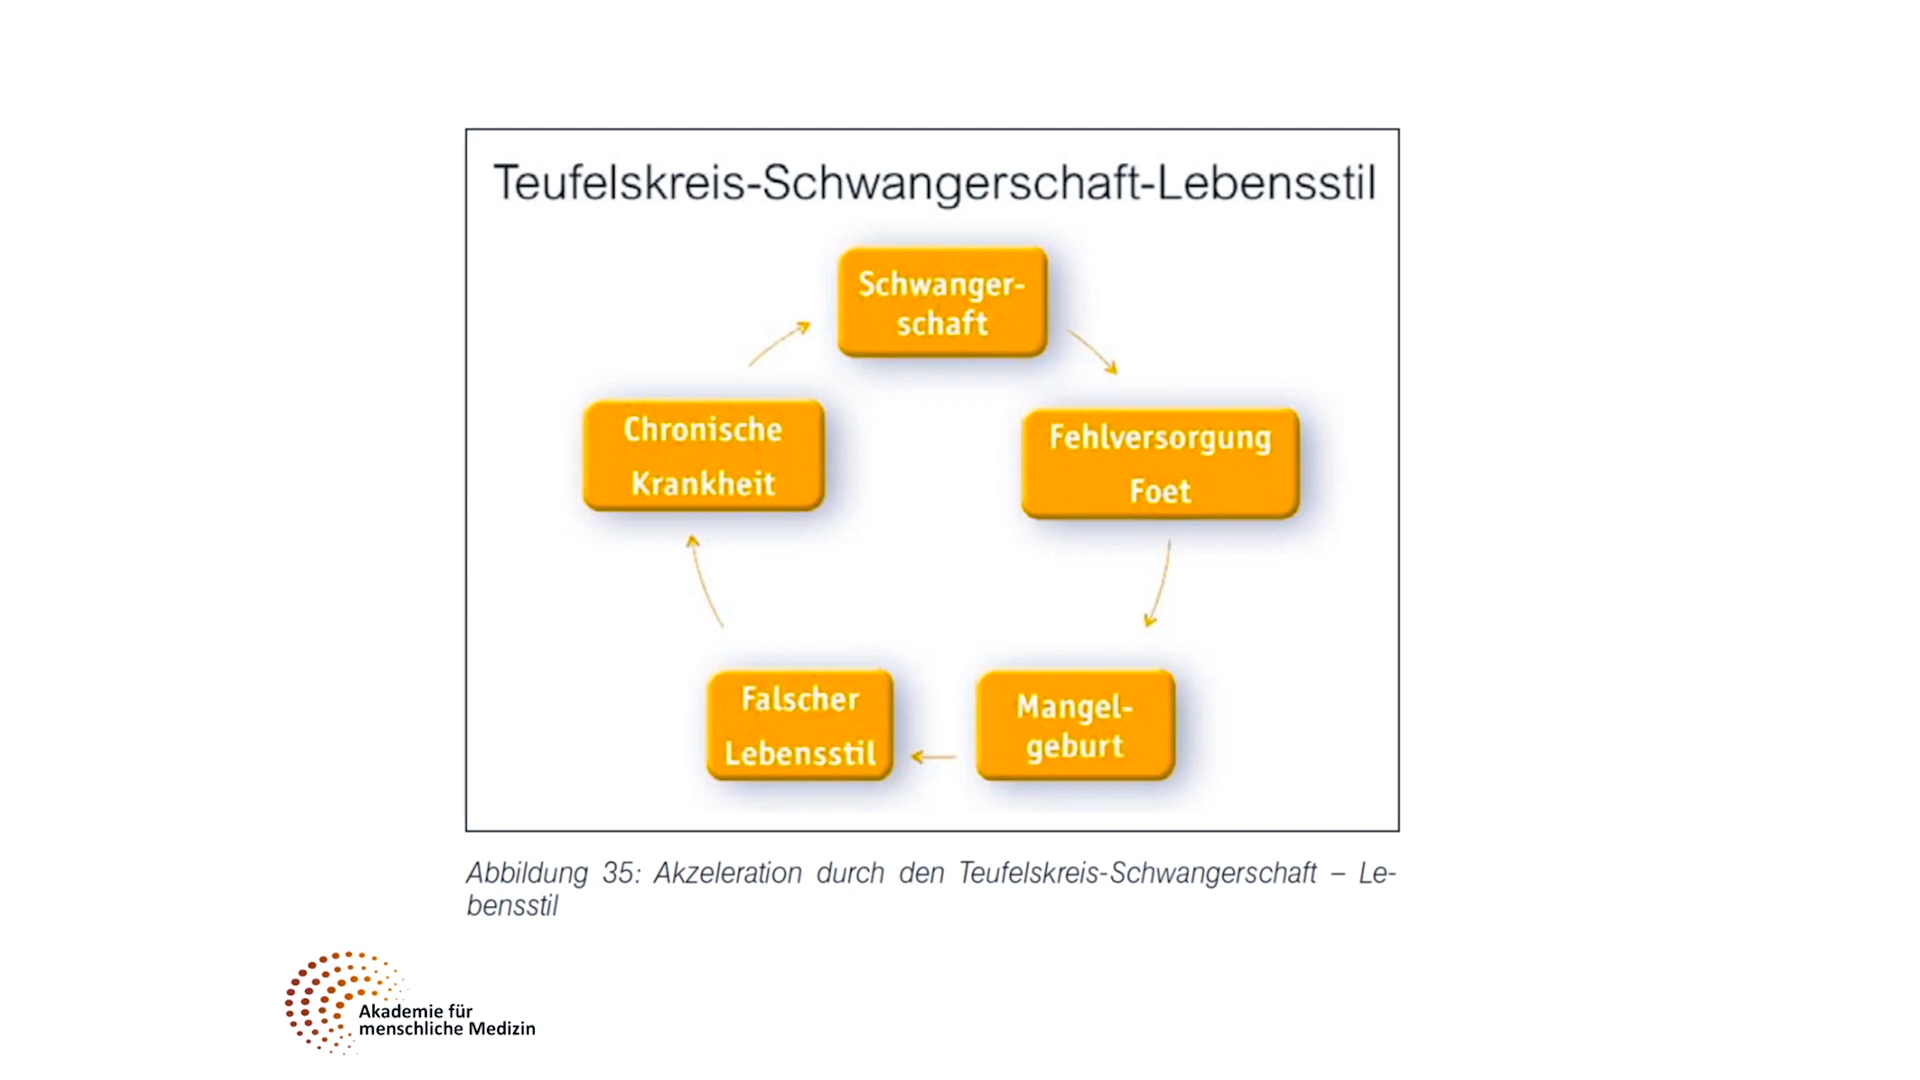 Teufelskreis-Schwangerschaft-Lebensstil
Schwanger-
schaft
Fehlversorgung
Foet
Mangel-
geburt
Falscher
Lebensstil
Chronische
Krankheit
Abbildung 35: Akzeleration durch den Teufelskreis-Schwangerschaft – Le-
bensstil
Akademie für
menschliche Medizin